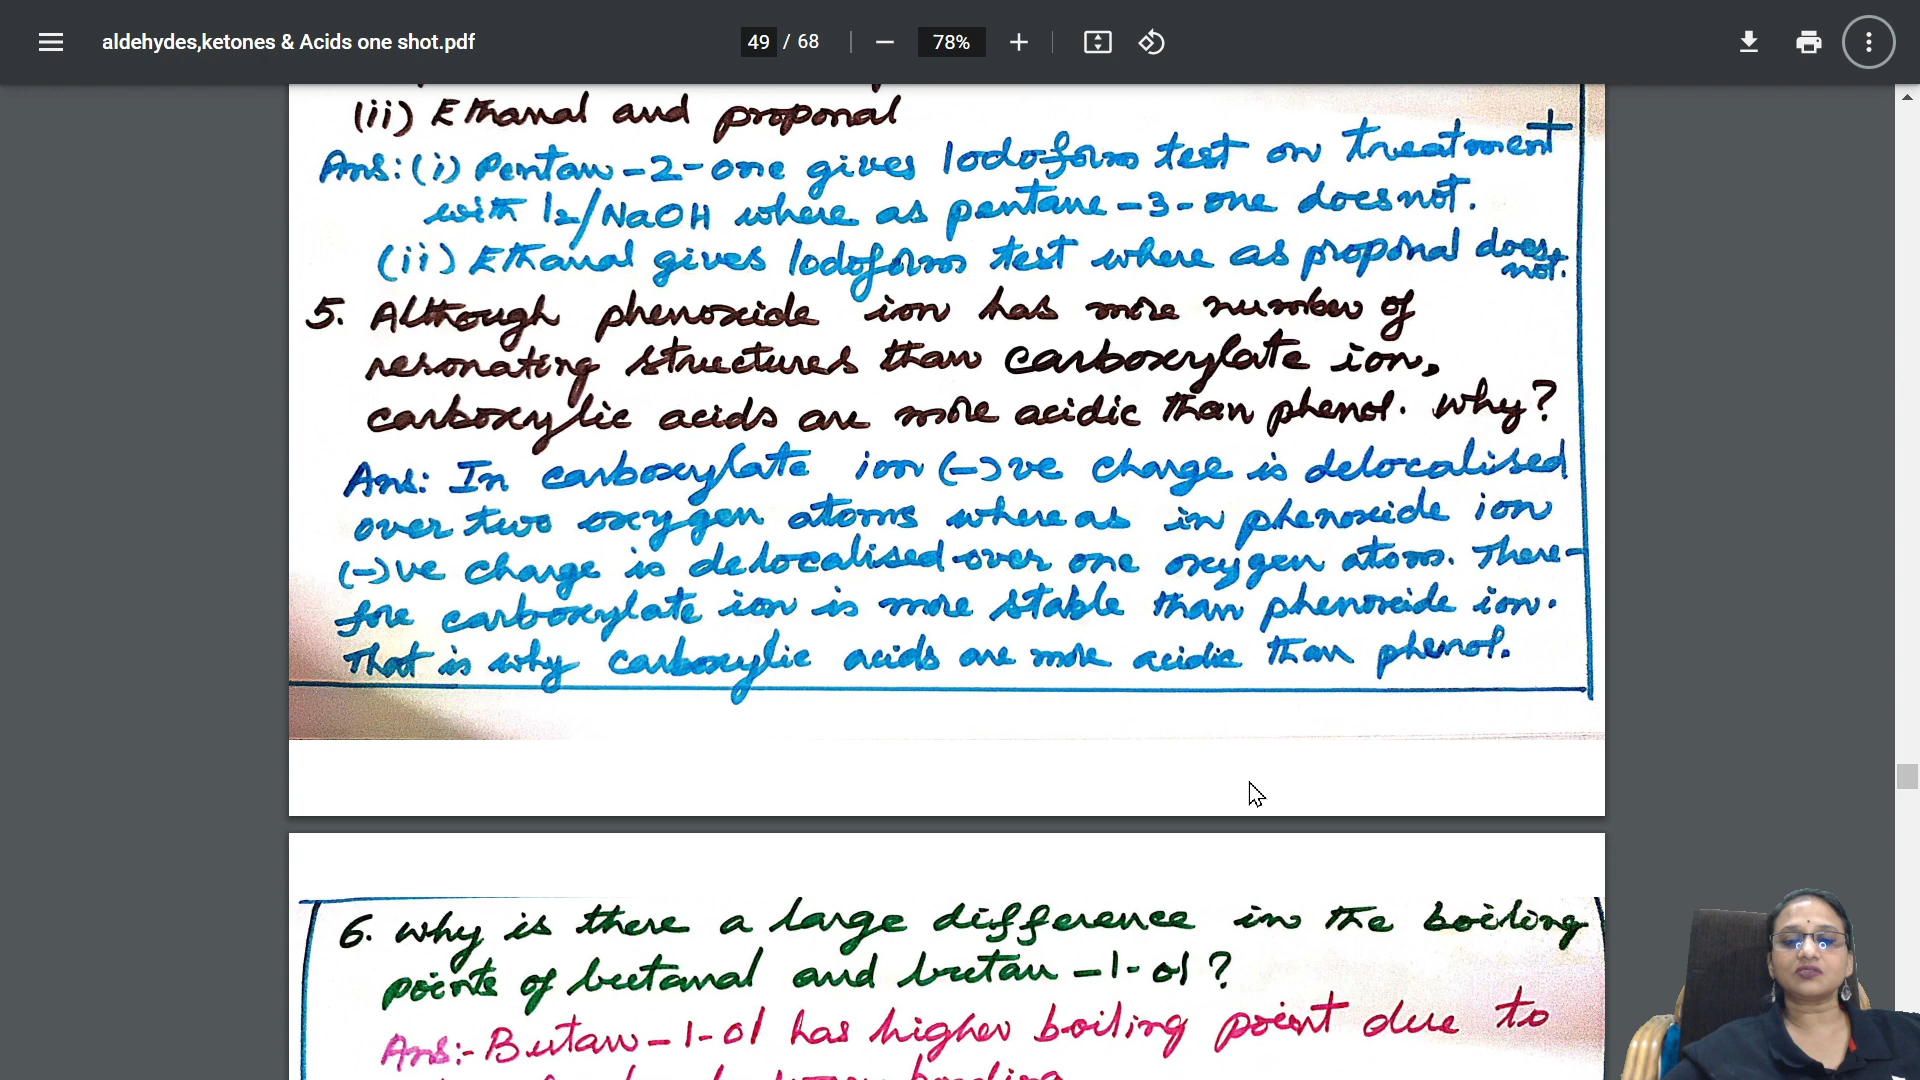 aldehydes,ketones & Acids one shot.pdf
49 / 68
78%
(ii) Ethanal and propanal
Ans: (i) Pentan-2-one gives Iodoform test on treatment
with I2/NaOH where as pentane-3-one does not.
(ii) Ethanal gives Iodoform test where as propanal does not.
5. Although phenoxide ion has more number of
resonating structures than carboxylate ion,
carboxylic acids are more acidic than phenol. Why?
Ans: In carboxylate ion (-)ve charge is delocalised
over two oxygen atoms where as in phenoxide ion
(-)ve charge is delocalised over one oxygen atom. There-
fore carboxylate ion is more stable than phenoxide ion.
That is why carboxylic acids are more acidic than phenol.
6. Why is there a large difference in the boiling
points of butanal and butan-1-ol?
Ans:- Butan-1-ol has higher boiling point due to
bonding